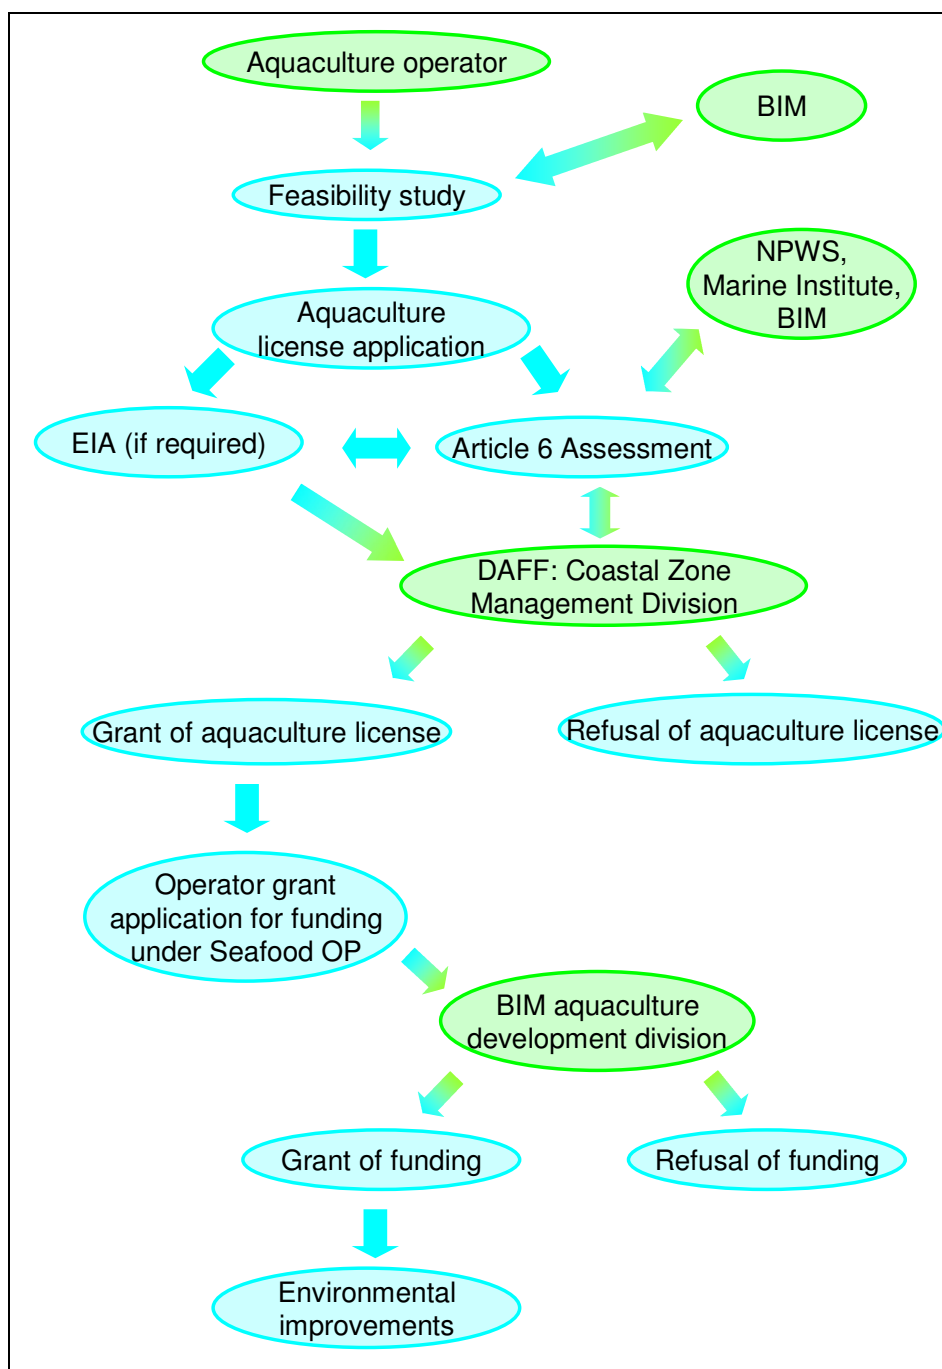 Aquaculture operator
BIM
Feasibility study
NPWS,
Marine Institute,
BIM
Aquaculture
license application
EIA (if required)
Article 6 Assessment
DAFF: Coastal Zone
Management Division
Grant of aquaculture license
Refusal of aquaculture license
Operator grant
application for funding
under Seafood OP
BIM aquaculture
development division
Grant of funding
Refusal of funding
Environmental
improvements